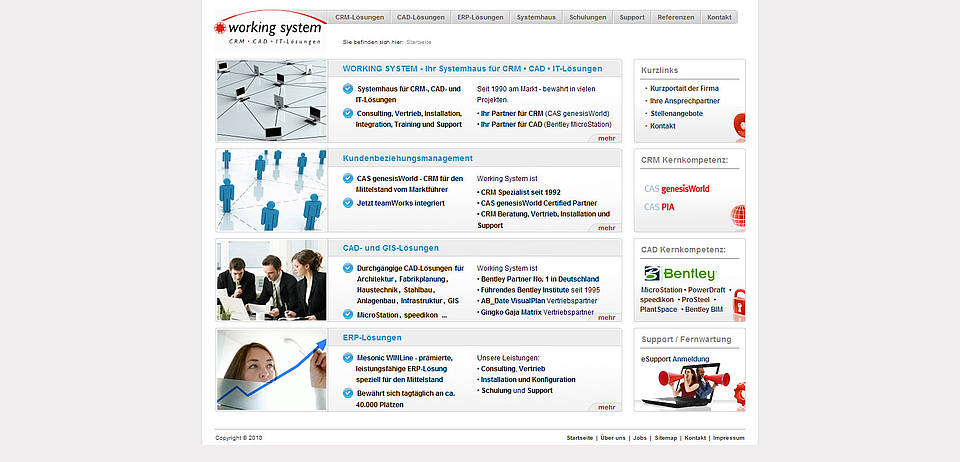 working system
CRM • CAD • IT-Lösungen
CRM-Lösungen
CAD-Lösungen
ERP-Lösungen
Systemhaus
Schulungen
Support
Referenzen
Kontakt
Sie befinden sich hier: Startseite
WORKING SYSTEM - Ihr Systemhaus für CRM • CAD • IT-Lösungen
Systemhaus für CRM-, CAD- und
IT-Lösungen
Consulting, Vertrieb, Installation,
Integration, Training und Support
Seit 1990 am Markt - bewährt in vielen
Projekten.
• Ihr Partner für CRM (CAS genesisWorld)
• Ihr Partner für CAD (Bentley MicroStation)
mehr
Kurzlinks
• Kurzportait der Firma
• Ihre Ansprechpartner
• Stellenangebote
• Kontakt
Kundenbeziehungsmanagement
CAS genesisWorld - CRM für den
Mittelstand vom Marktführer
Jetzt teamWorks integriert
Working System ist
• CRM Spezialist seit 1992
• CAS genesisWorld Certified Partner
• CRM Beratung, Vertrieb, Installation und
Support
mehr
CRM Kernkompetenz:
CAS genesisWorld
CAS PIA
CAD- und GIS-Lösungen
Durchgängige CAD-Lösungen für
Architektur, Fabrikplanung,
Haustechnik, Stahlbau,
Anlagenbau, Infrastruktur, GIS
MicroStation, speedikon ...
Working System ist
• Bentley Partner No. 1 in Deutschland
• Führendes Bentley Institute seit 1995
• AB_Date VisualPlan Vertriebspartner
• Gingko Gaja Matrix Vertriebspartner
mehr
CAD Kernkompetenz:
Bentley
MicroStation • PowerDraft •
speedikon • ProSteel •
PlantSpace • Bentley BIM
ERP-Lösungen
Mesonic WINLine - prämierte,
leistungsfähige ERP-Lösung
speziell für den Mittelstand
Bewährt sich tagtäglich an ca.
40.000 Plätzen
Unsere Leistungen:
• Consulting, Vertrieb
• Installation und Konfiguration
• Schulung und Support
mehr
Support / Fernwartung
eSupport Anmeldung
Copyright © 2010
Startseite | Über uns | Jobs | Sitemap | Kontakt | Impressum